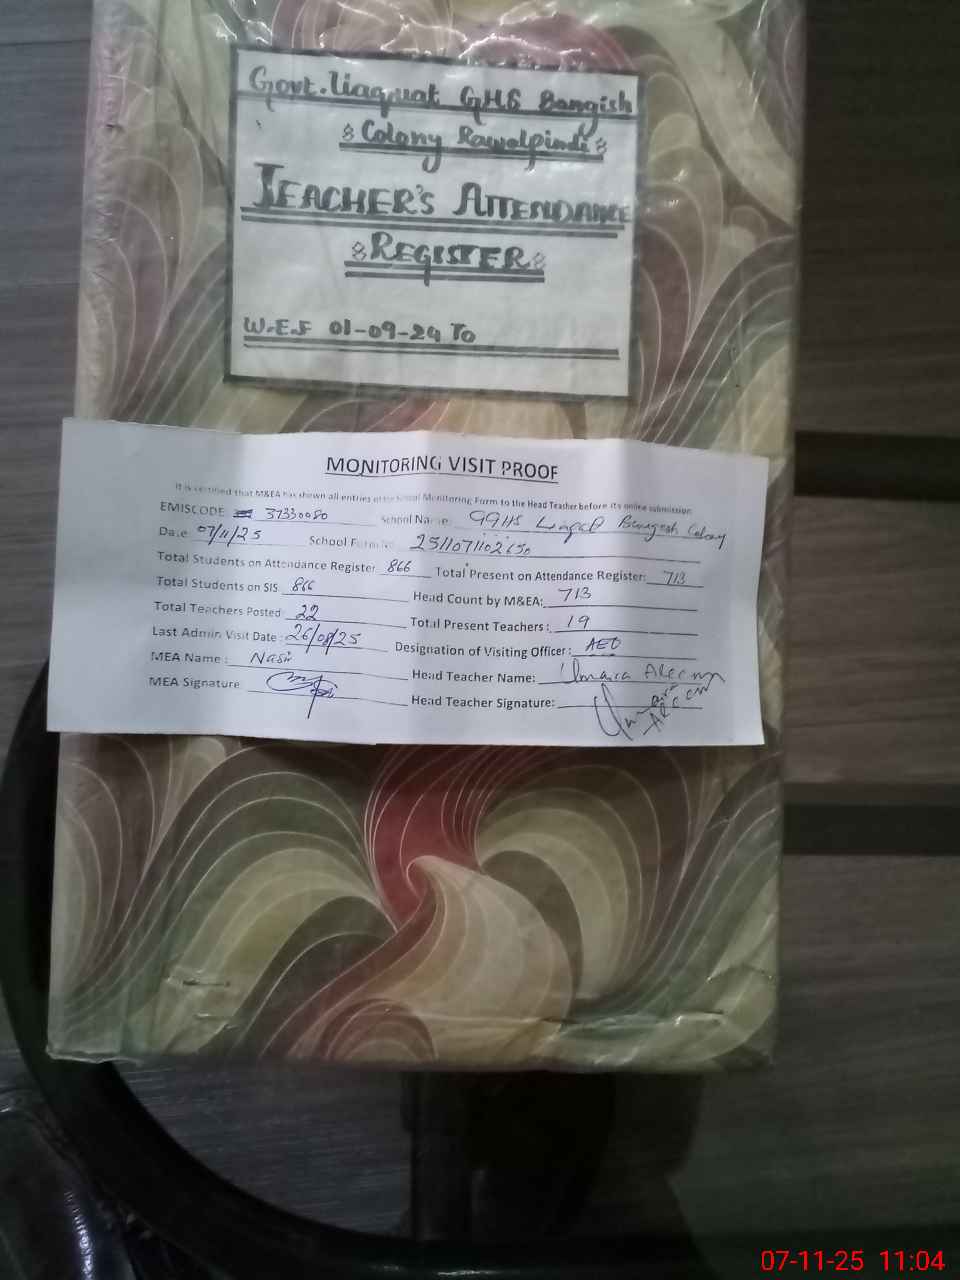 Govt. Liaquat GHS Bangish
Colony Rawalpindi
TEACHER'S ATTENDANCE
REGISTER
W.E.F 01-09-24 To
MONITORING VISIT PROOF
It is certified that M&EA has shown all entries of the School Monitoring Form to the Head Teacher before its online submission
EMISCODE: 37330080 School Name: GGHS Bangesh Colony
Date 07/11/25 School Form No. 2511071102650
Total Students on Attendance Register 866 Total Present on Attendance Register: 713
Total Students on SIS: 866 Head Count by M&EA: 713
Total Teachers Posted: 22 Total Present Teachers: 19
Last Admin Visit Date: 26/08/25 Designation of Visiting Officer: AEO
MEA Name: Nasir Head Teacher Name: Umaira
MEA Signature Head Teacher Signature:
07-11-25 11:04